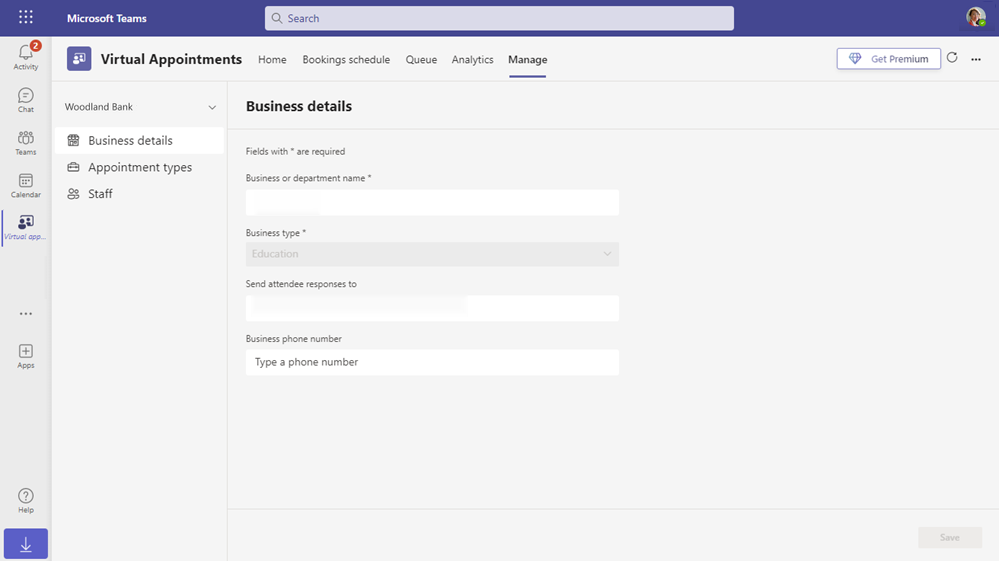 Microsoft Teams
Search
2
Activity
Chat
Teams
Calendar
Virtual app...
...
Apps
Help
Virtual Appointments
Home
Bookings schedule
Queue
Analytics
Manage
Get Premium
...
Woodland Bank
Business details
Appointment types
Staff
Business details
Fields with * are required
Business or department name *
Business type *
Education
Send attendee responses to
Business phone number
Type a phone number
Save